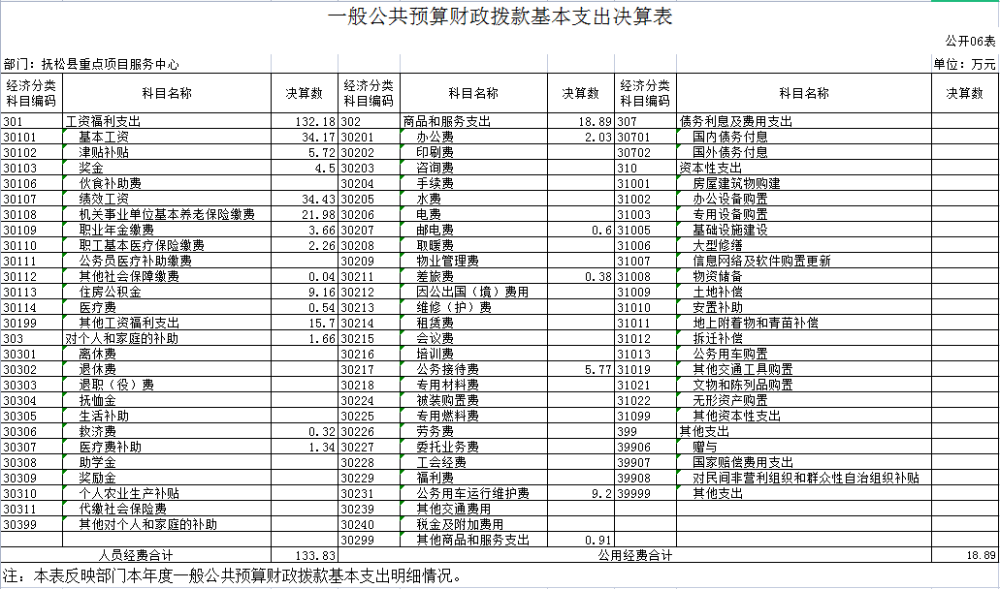 一般公共预算财政拨款基本支出决算表
公开06表
部门：抚松县重点项目服务中心 单位：万元
经济分类科目编码 科目名称 决算数 经济分类科目编码 科目名称 决算数 经济分类科目编码 科目名称 决算数
301 工资福利支出 132.18 302 商品和服务支出 18.89 307 债务利息及费用支出
30101 基本工资 34.17 30201 办公费 2.03 30701 国内债务付息
30102 津贴补贴 5.72 30202 印刷费 30702 国外债务付息
30103 奖金 4.5 30203 咨询费 310 资本性支出
30106 伙食补助费 30204 手续费 31001 房屋建筑物购建
30107 绩效工资 34.43 30205 水费 31002 办公设备购置
30108 机关事业单位基本养老保险缴费 21.98 30206 电费 31003 专用设备购置
30109 职业年金缴费 3.66 30207 邮电费 0.6 31005 基础设施建设
30110 职工基本医疗保险缴费 2.26 30208 取暖费 31006 大型修缮
30111 公务员医疗补助缴费 30209 物业管理费 31007 信息网络及软件购置更新
30112 其他社会保障缴费 0.04 30211 差旅费 0.38 31008 物资储备
30113 住房公积金 9.16 30212 因公出国（境）费用 31009 土地补偿
30114 医疗费 0.54 30213 维修（护）费 31010 安置补助
30199 其他工资福利支出 15.7 30214 租赁费 31011 地上附着物和青苗补偿
303 对个人和家庭的补助 1.66 30215 会议费 31012 拆迁补偿
30301 离休费 30216 培训费 31013 公务用车购置
30302 退休费 30217 公务接待费 5.77 31019 其他交通工具购置
30303 退职（役）费 30218 专用材料费 31021 文物和陈列品购置
30304 抚恤金 30224 被装购置费 31022 无形资产购置
30305 生活补助 30225 专用燃料费 31099 其他资本性支出
30306 救济费 0.32 30226 劳务费 399 其他支出
30307 医疗费补助 1.34 30227 委托业务费 39906 赠与
30308 助学金 30228 工会经费 39907 国家赔偿费用支出
30309 奖励金 30229 福利费 39908 对民间非营利组织和群众性自治组织补贴
30310 个人农业生产补贴 30231 公务用车运行维护费 9.2 39999 其他支出
30311 代缴社会保险费 30239 其他交通费用
30399 其他对个人和家庭的补助 30240 税金及附加费用
30299 其他商品和服务支出 0.91
人员经费合计 133.83 公用经费合计 18.89
注：本表反映部门本年度一般公共预算财政拨款基本支出明细情况。